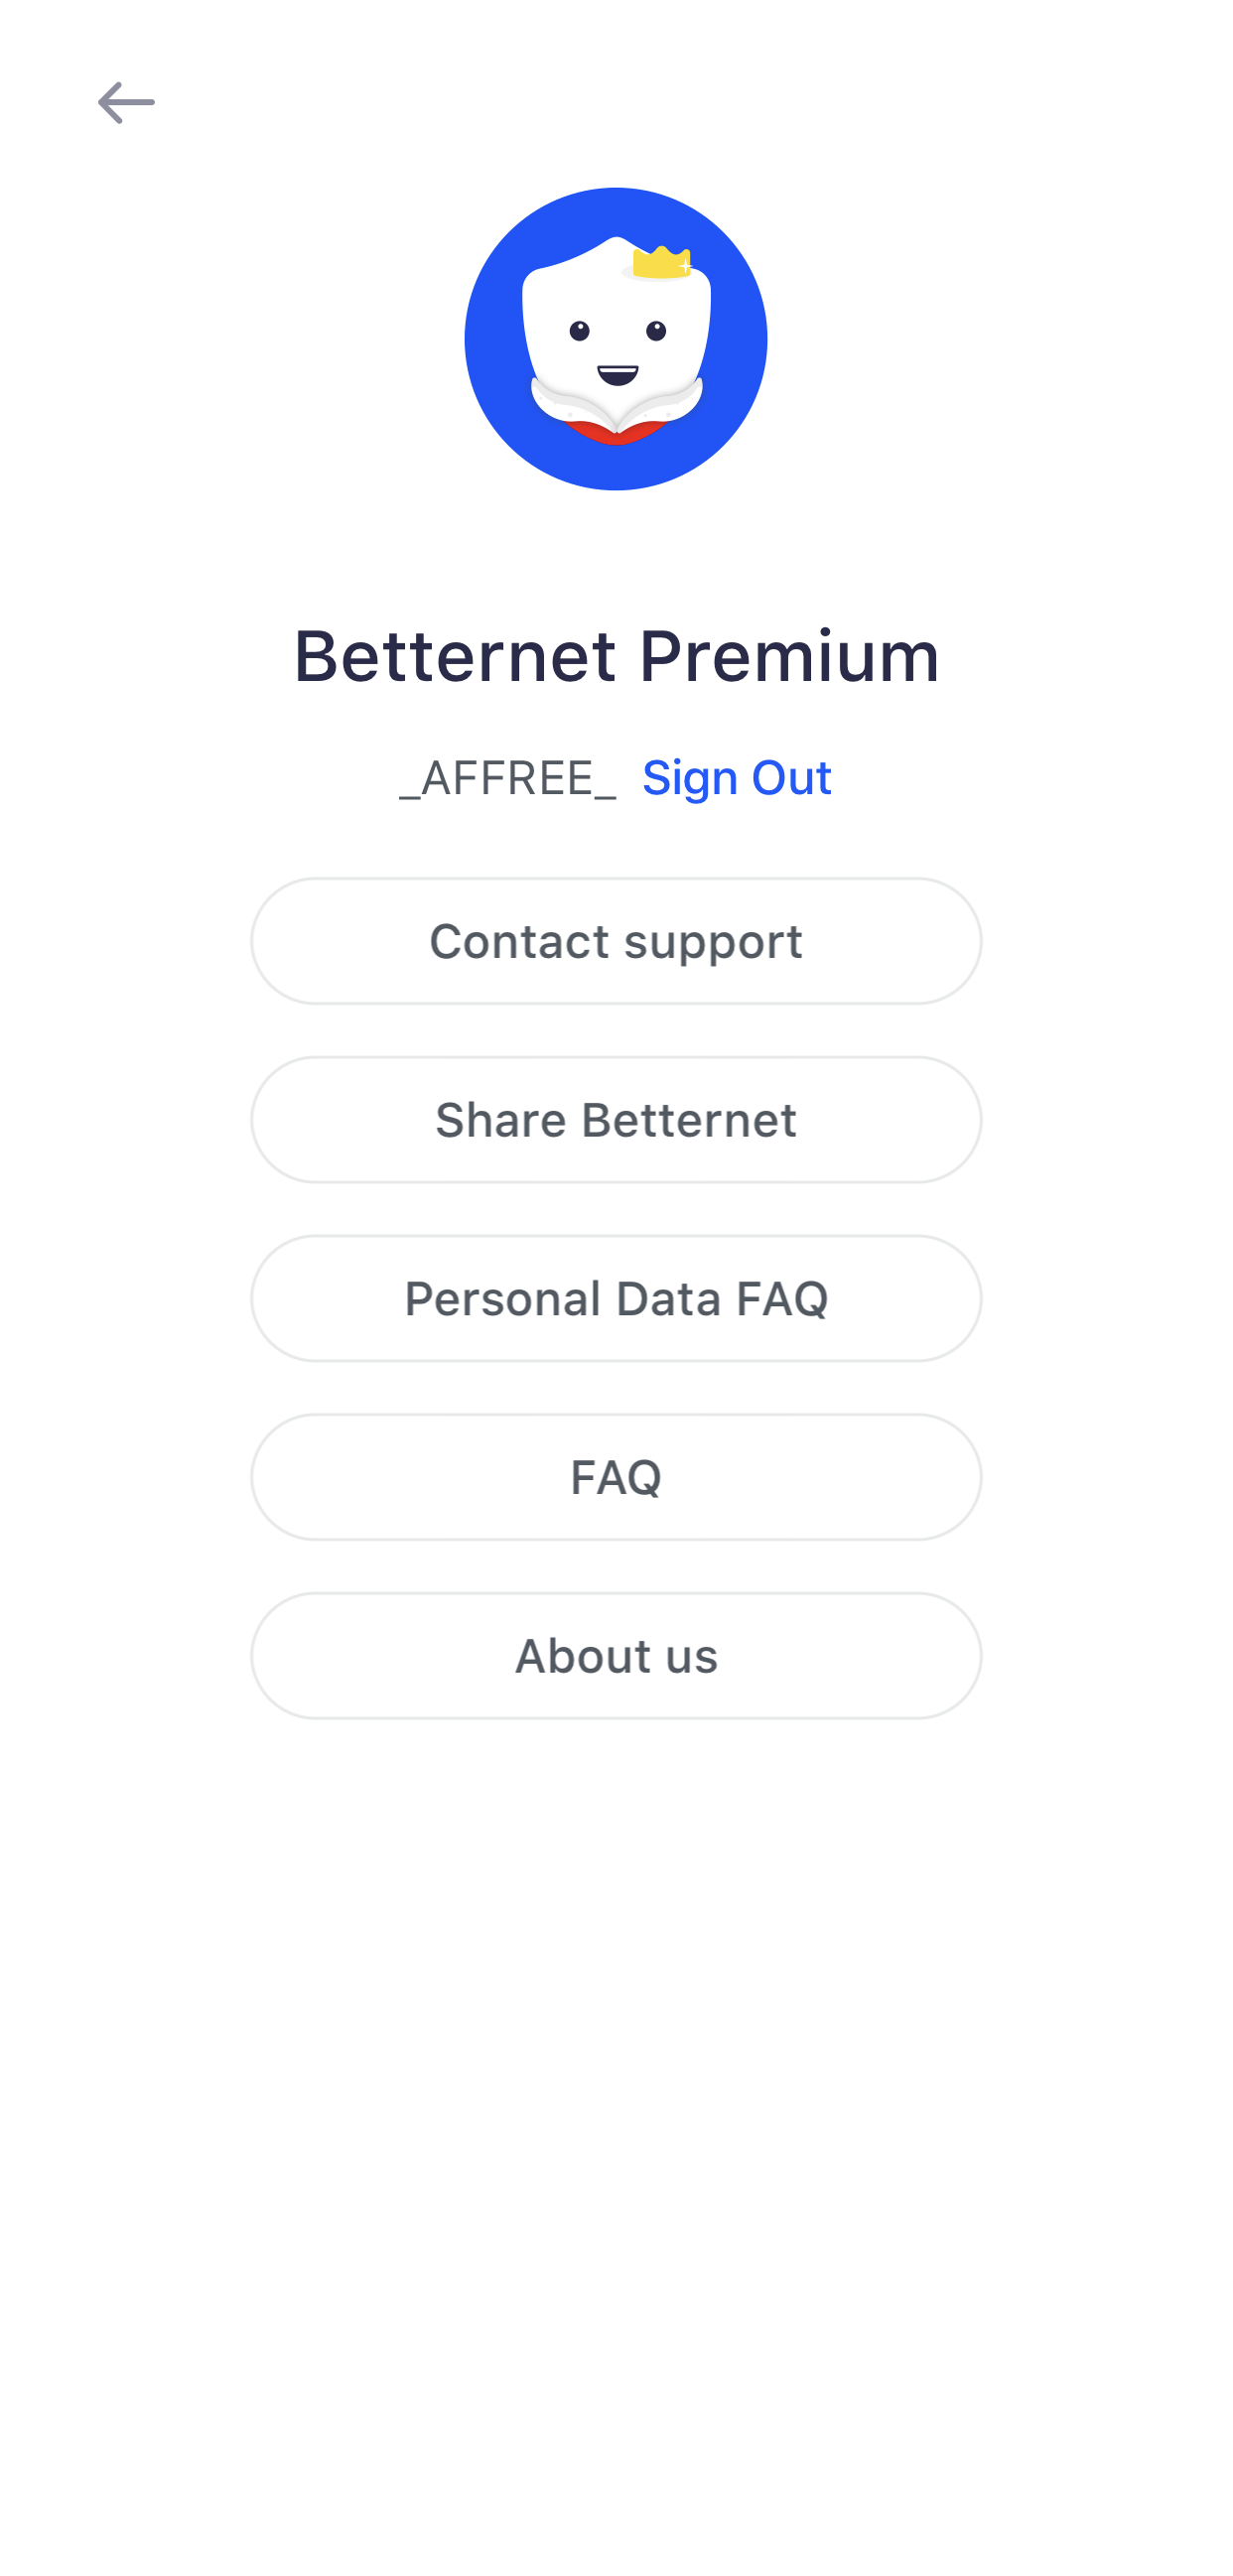 Betternet Premium
_AFFREE_ Sign Out
Contact support
Share Betternet
Personal Data FAQ
FAQ
About us